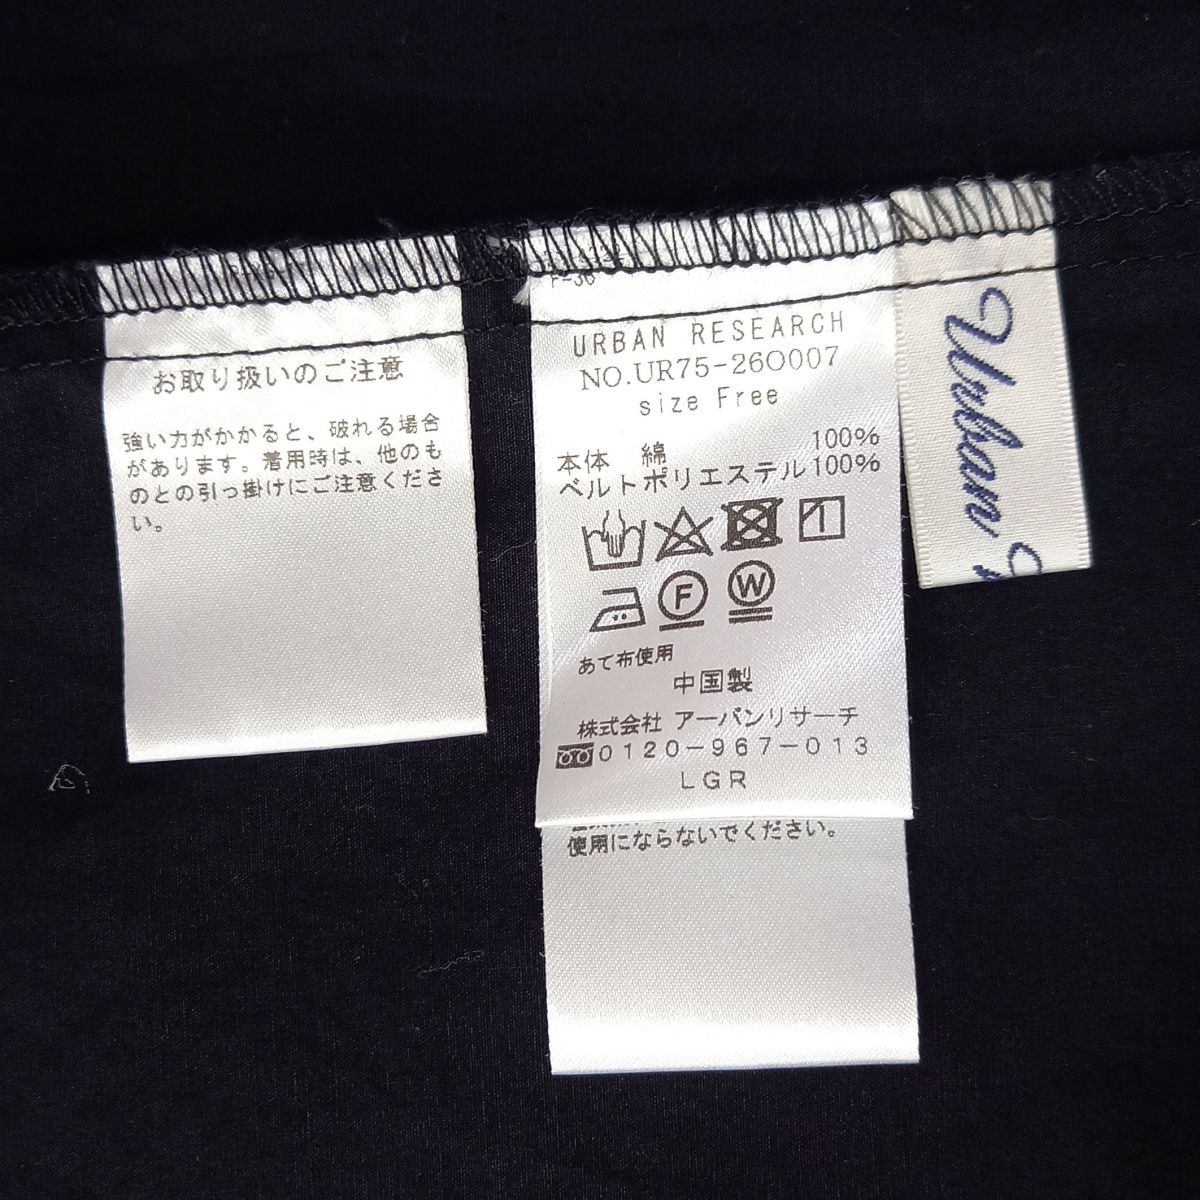 お取り扱いのご注意
強い力がかかると、破れる場合
があります。着用時は、他のも
のとの引っ掛けにご注意くださ
い。
F-36
URBAN RESEARCH
NO.UR75-26O007
size Free
本体 綿 100%
ベルトポリエステル100%
F
W
あて布使用
中国製
株式会社 アーバンリサーチ
0120-967-013
LGR
使用にならないでください。
Urban